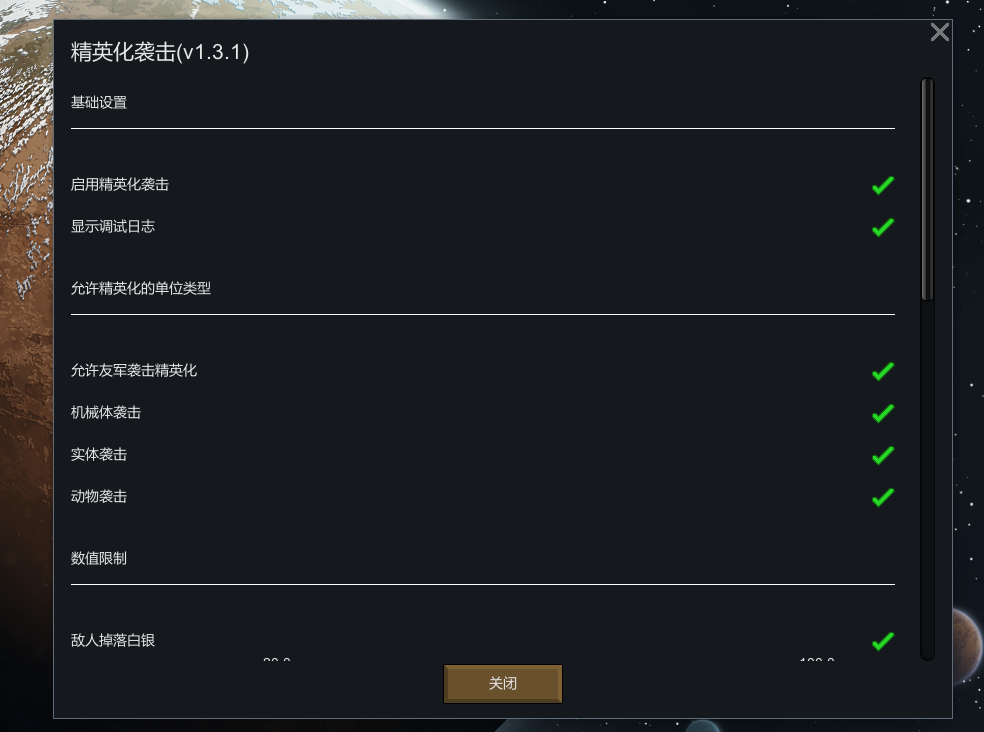 精英化袭击(v1.3.1)
基础设置
启用精英化袭击
显示调试日志
允许精英化的单位类型
允许友军袭击精英化
机械体袭击
实体袭击
动物袭击
数值限制
敌人掉落白银
关闭